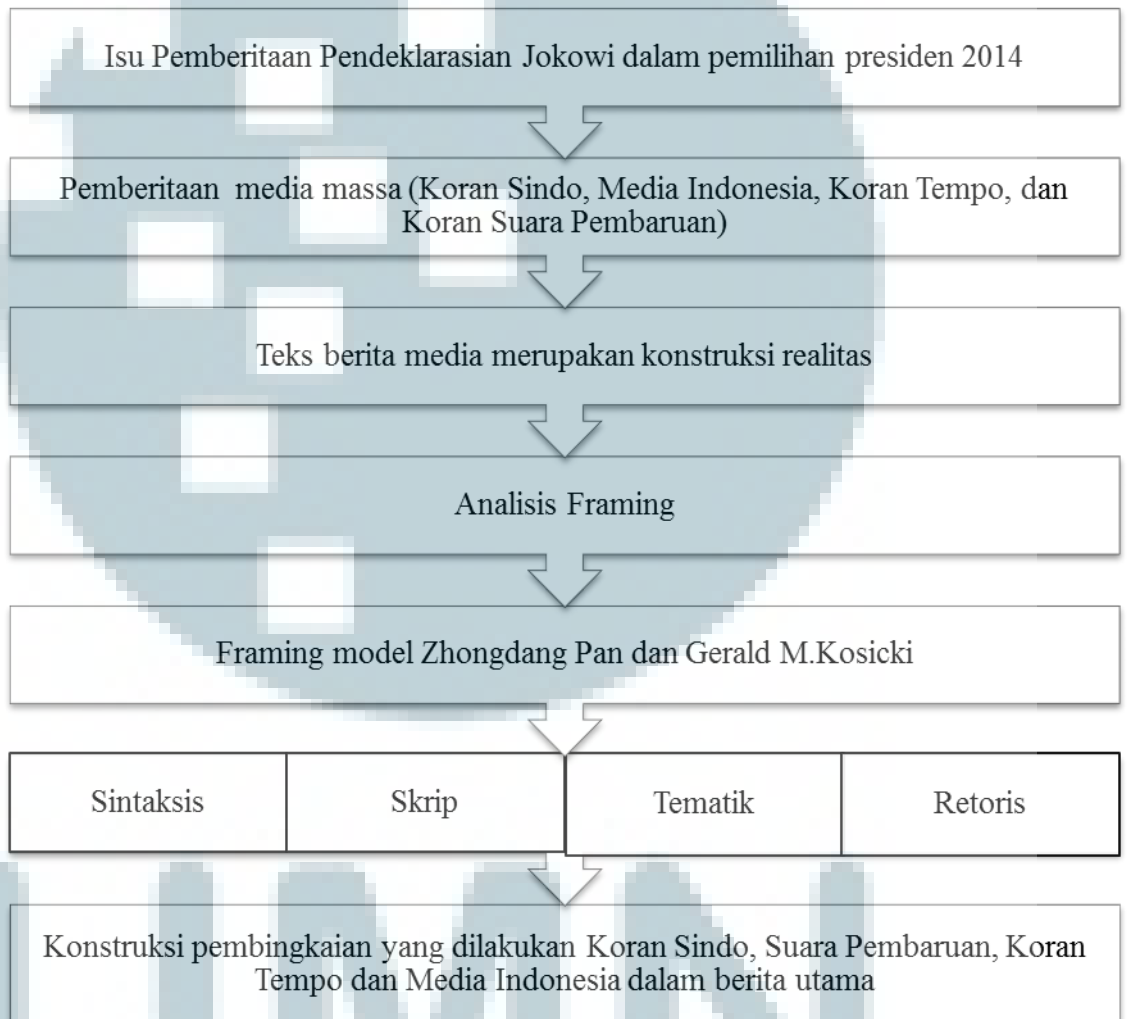 Isu Pemberitaan Pendeklarasian Jokowi dalam pemilihan presiden 2014
Pemberitaan media massa (Koran Sindo, Media Indonesia, Koran Tempo, dan
Koran Suara Pembaruan)
Teks berita media merupakan konstruksi realitas
Analisis Framing
Framing model Zhongdang Pan dan Gerald M.Kosicki
Sintaksis
Skrip
Tematik
Retoris
Konstruksi pembingkaian yang dilakukan Koran Sindo, Suara Pembaruan, Koran
Tempo dan Media Indonesia dalam berita utama
UMN